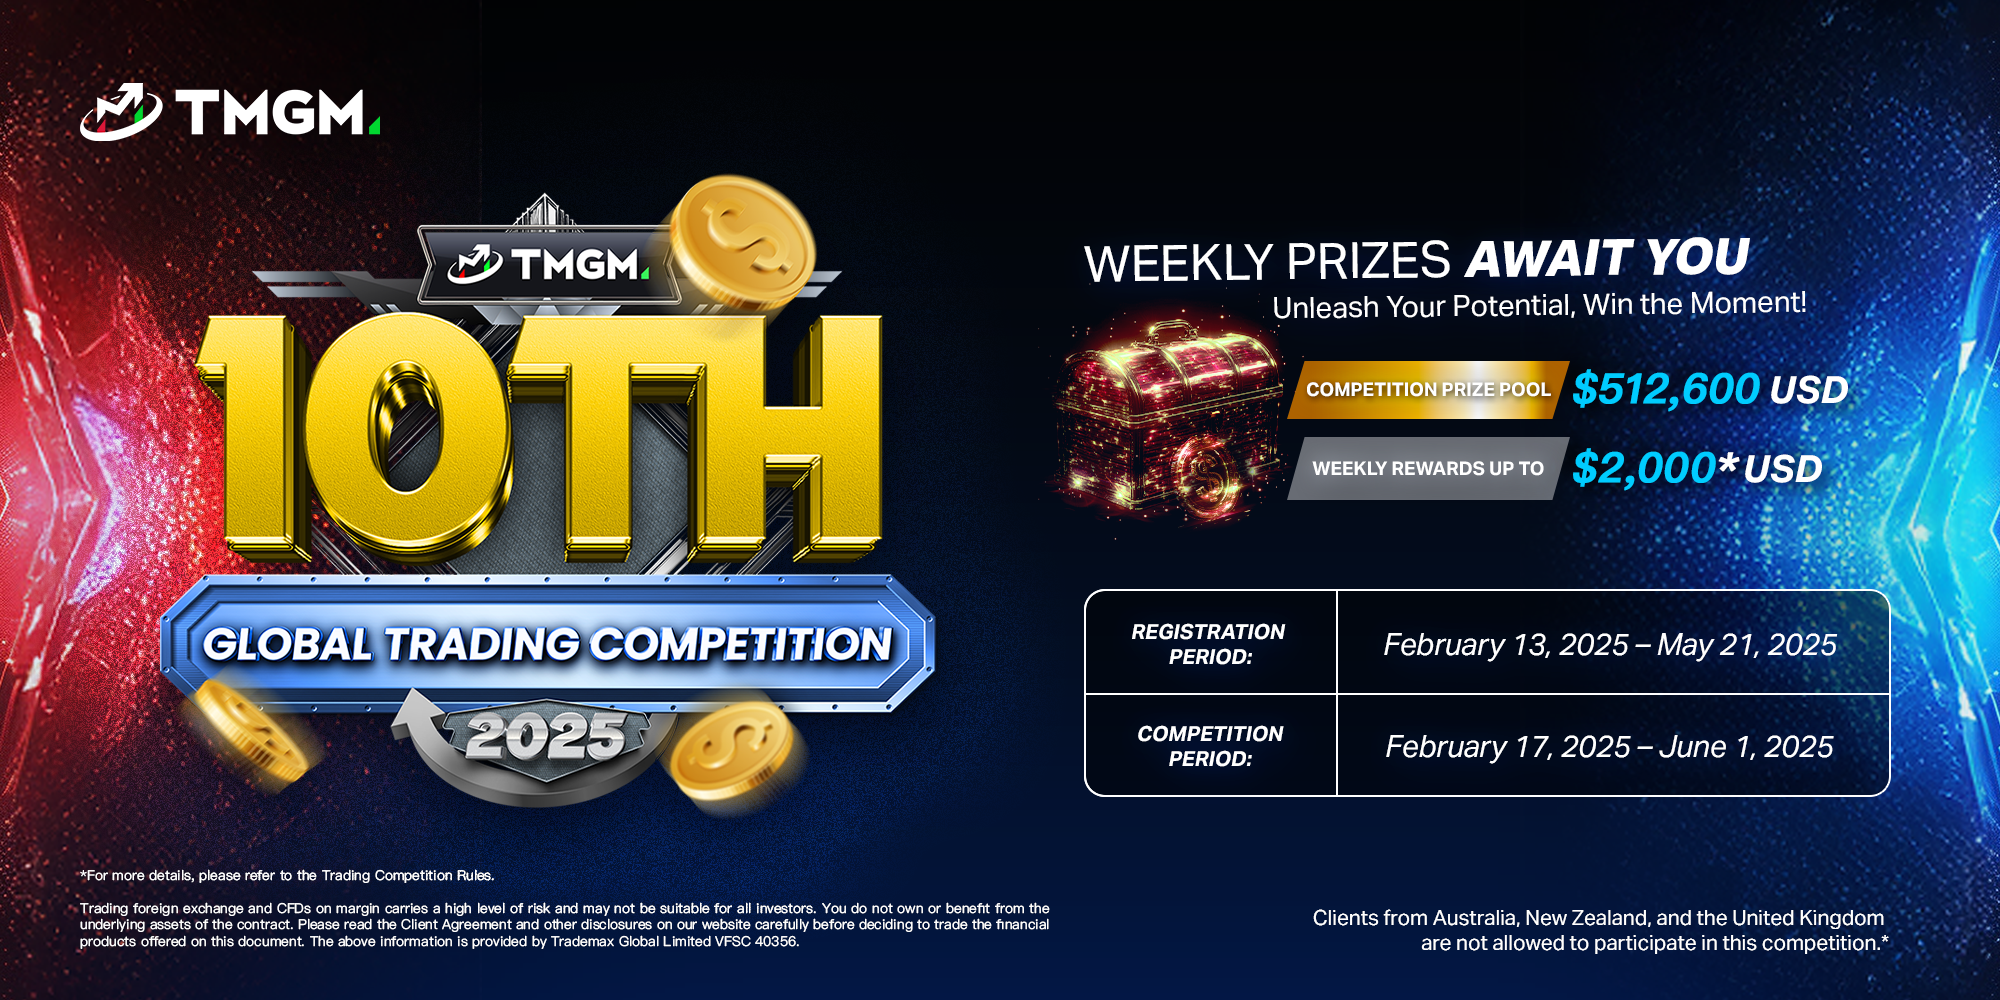 TMGM
TMGM
10TH
GLOBAL TRADING COMPETITION
2025
WEEKLY PRIZES AWAIT YOU
Unleash Your Potential, Win the Moment!
COMPETITION PRIZE POOL $512,600 USD
WEEKLY REWARDS UP TO $2,000* USD
REGISTRATION
PERIOD:
February 13, 2025 – May 21, 2025
COMPETITION
PERIOD:
February 17, 2025 – June 1, 2025
*For more details, please refer to the Trading Competition Rules.
Trading foreign exchange and CFDs on margin carries a high level of risk and may not be suitable for all investors. You do not own or benefit from the
underlying assets of the contract. Please read the Client Agreement and other disclosures on our website carefully before deciding to trade the financial
products offered on this document. The above information is provided by Trademax Global Limited VFSC 40356.
Clients from Australia, New Zealand, and the United Kingdom
are not allowed to participate in this competition.*